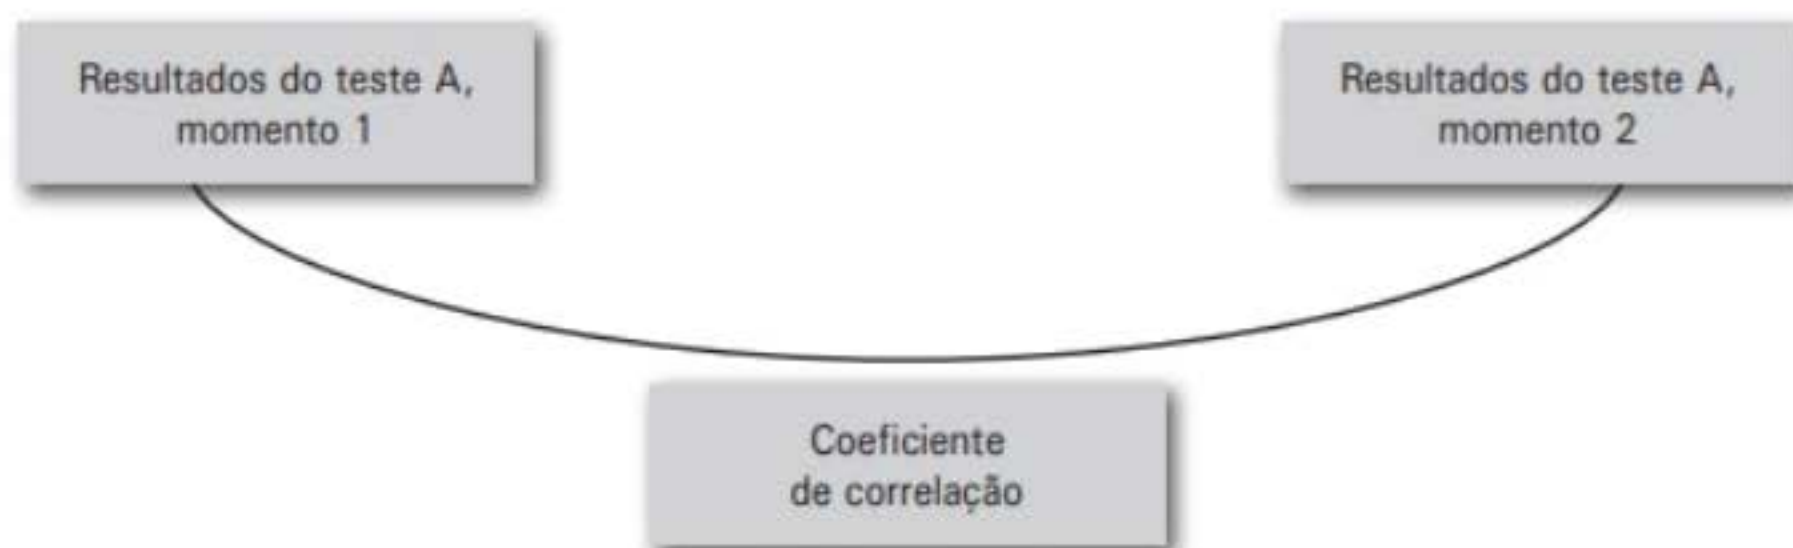 Resultados do teste A,
momento 1
Resultados do teste A,
momento 2
Coeficiente
de correlação